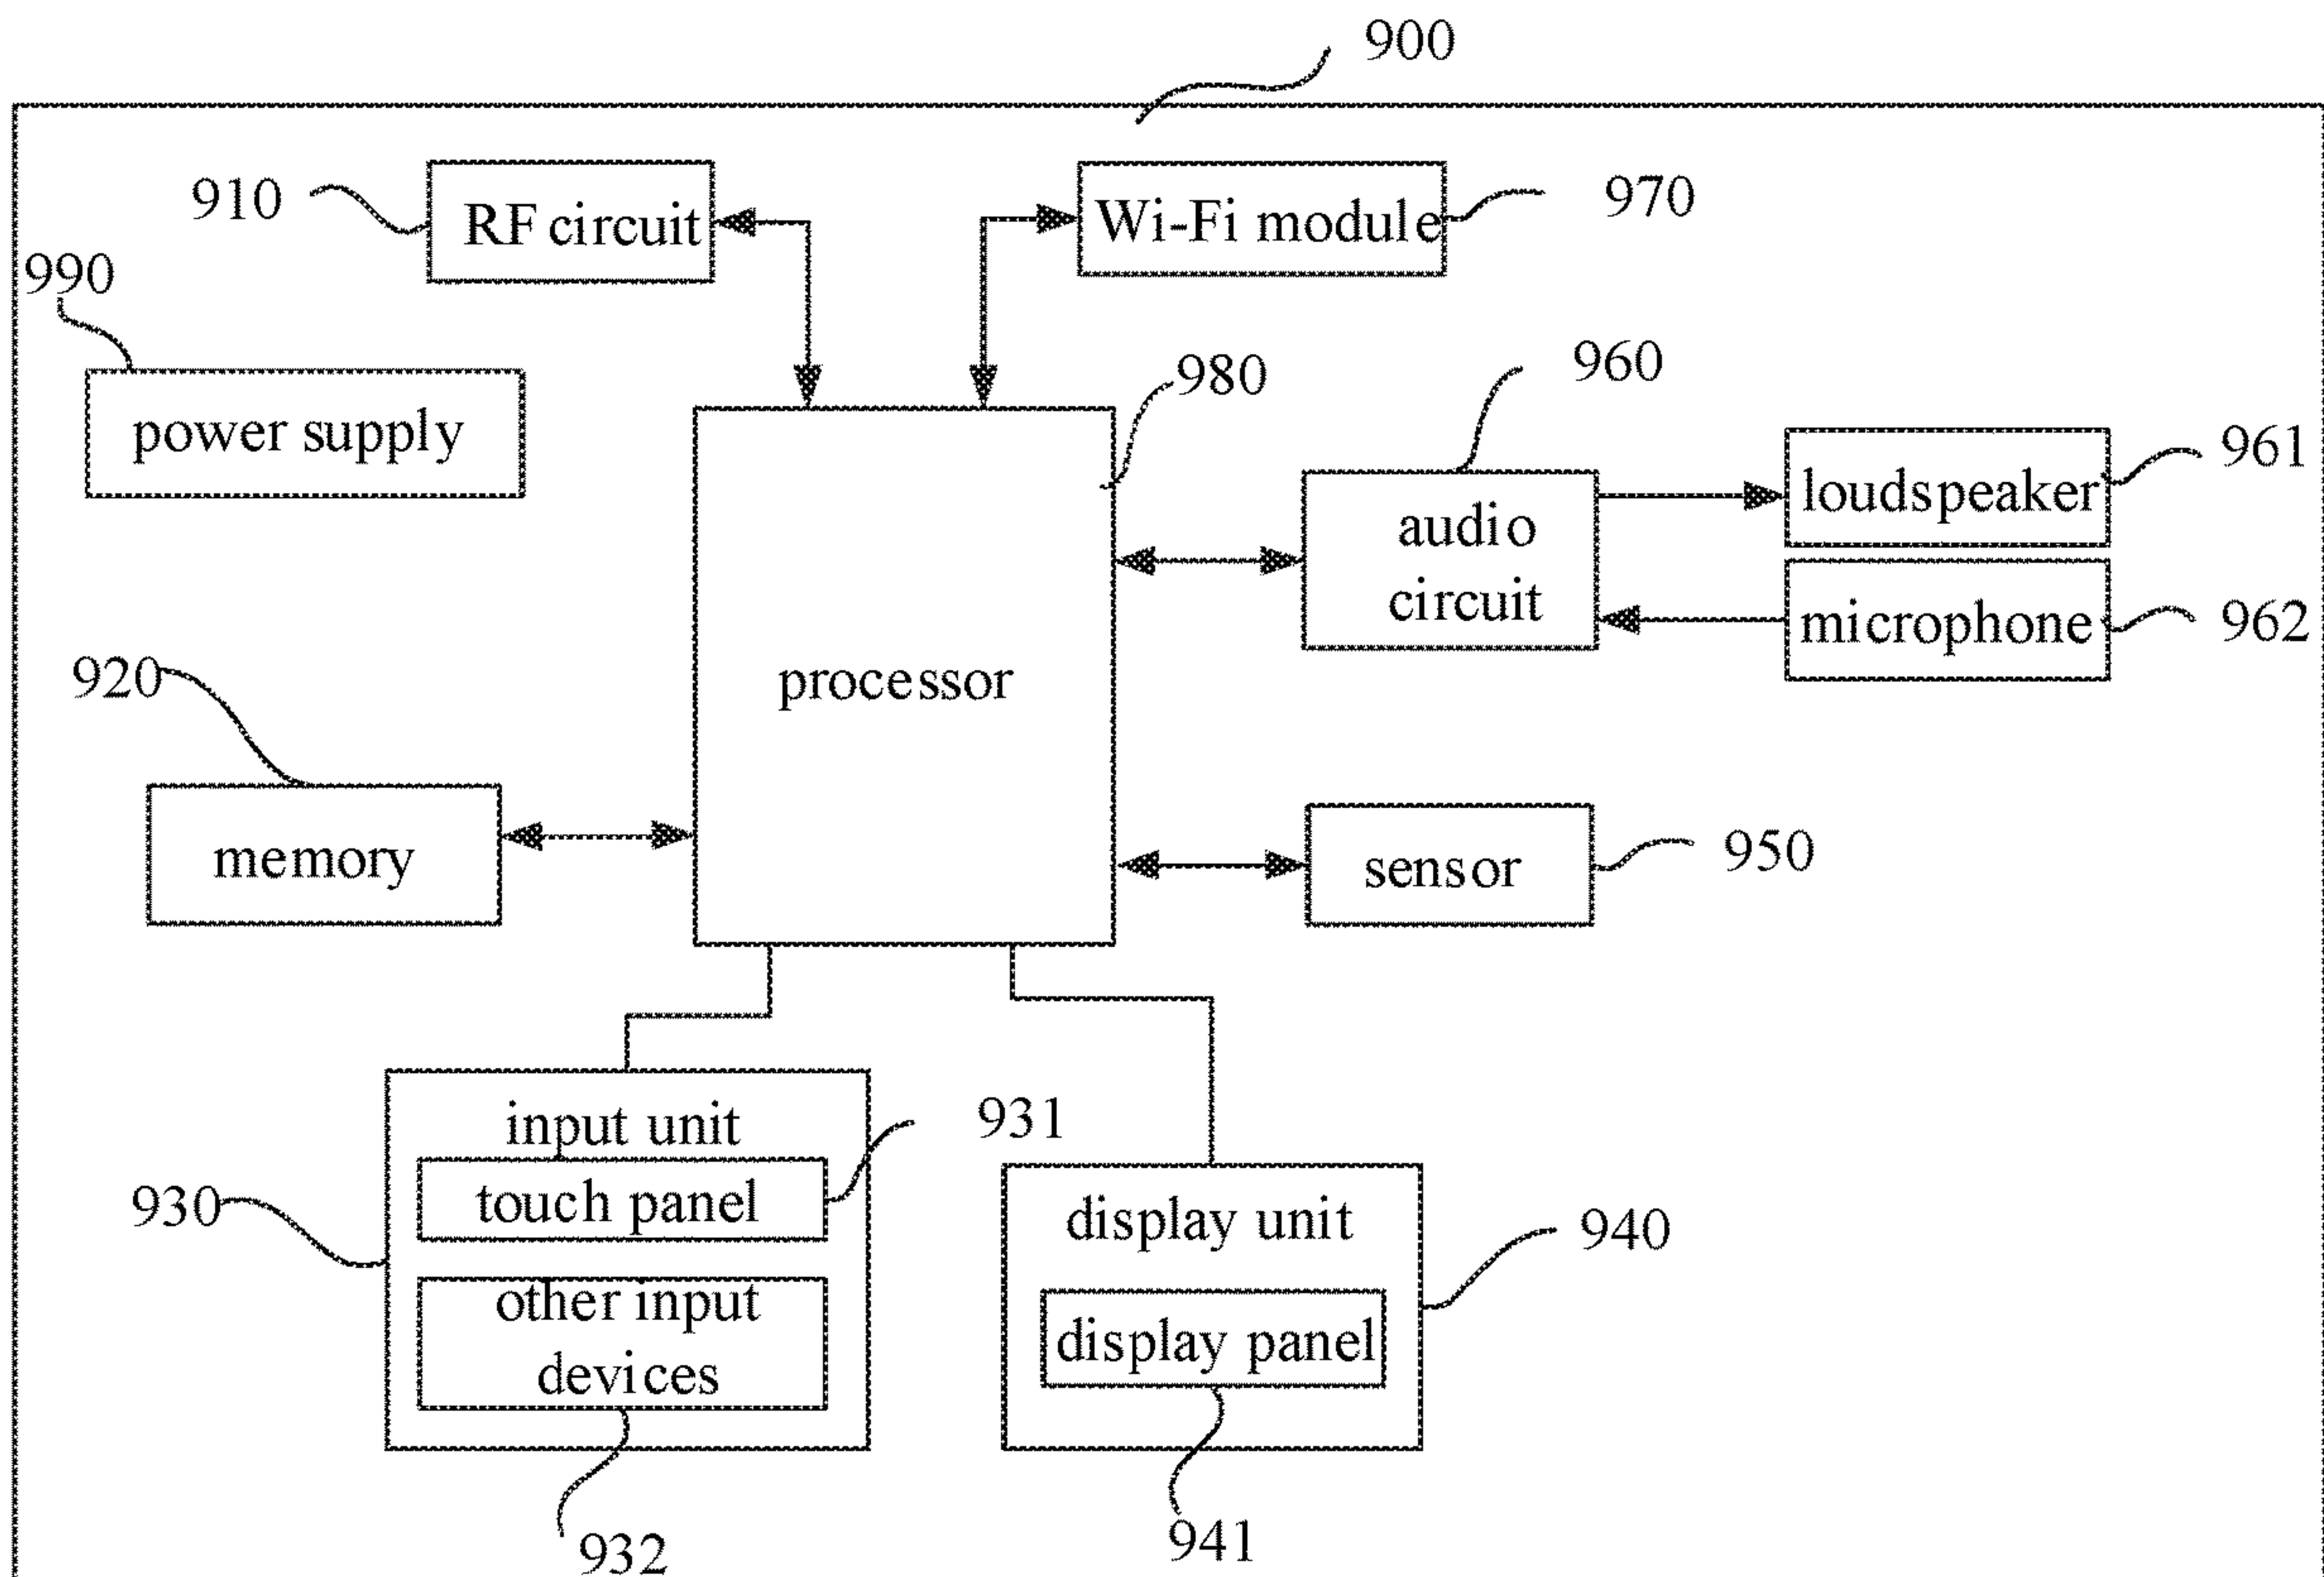 900
910
RF circuit
Wi-Fi module
970
990
power supply
980
960
961
loudspeaker
audio
circuit
microphone
962
processor
920
memory
sensor
950
input unit
931
touch panel
930
display unit
940
other input
devices
display panel
932
941